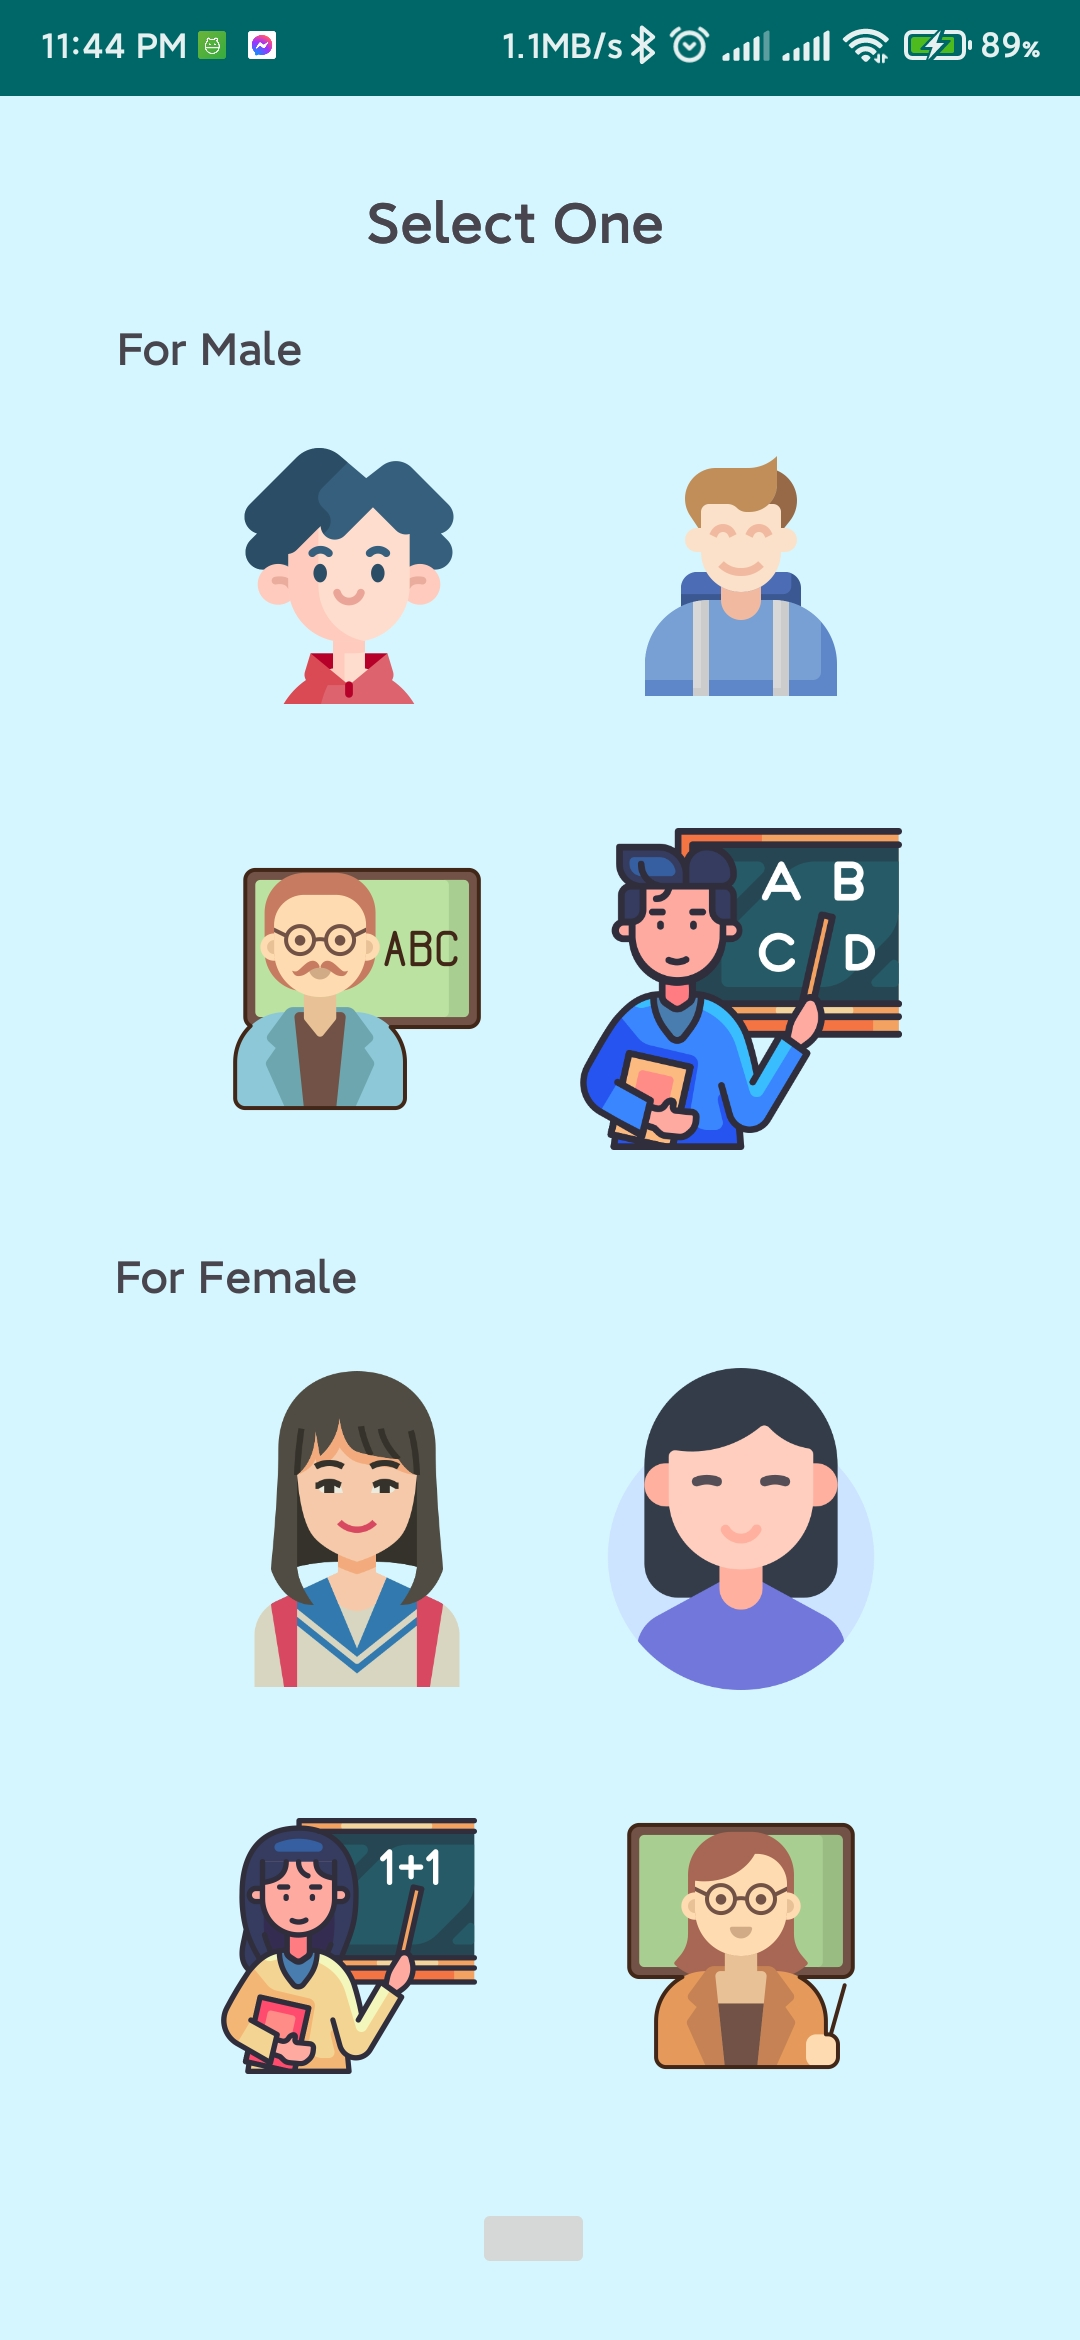 11:44 PM 1.1MB/s 89%
Select One
For Male
ABC
A B
C D
For Female
1+1